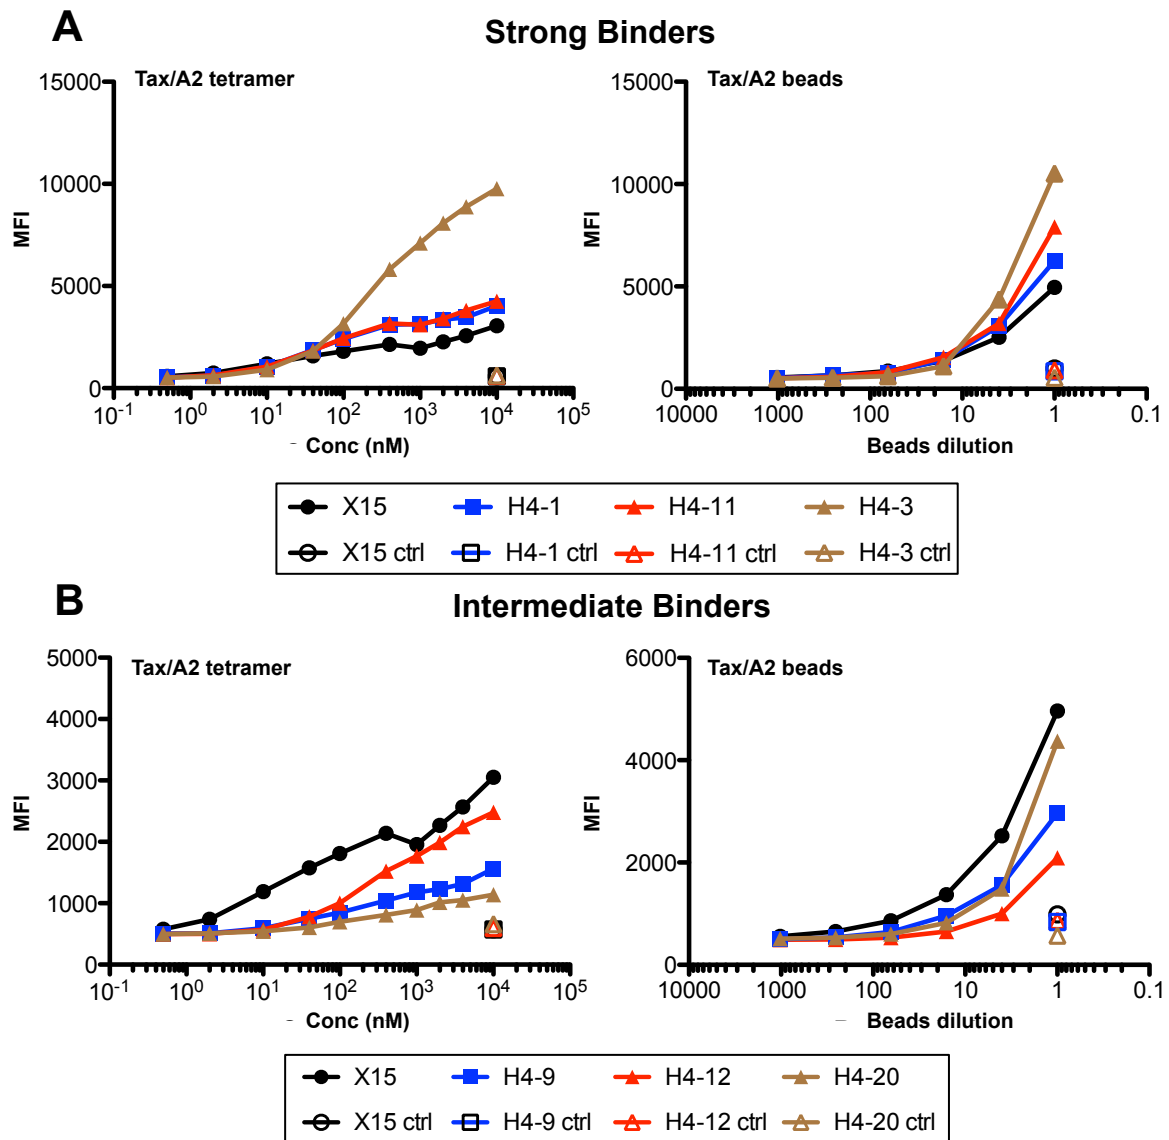 A
Strong Binders
Tax/A2 tetramer
15000
10000
5000
0
MFI
10-1 100 101 102 103 104 105
Conc (nM)
Tax/A2 beads
15000
10000
5000
0
MFI
10000 1000 100 10 1 0.1
Beads dilution
X15 H4-1 H4-11 H4-3
X15 ctrl H4-1 ctrl H4-11 ctrl H4-3 ctrl
B
Intermediate Binders
Tax/A2 tetramer
5000
4000
3000
2000
1000
0
MFI
10-1 100 101 102 103 104 105
Conc (nM)
Tax/A2 beads
6000
4000
2000
0
MFI
10000 1000 100 10 1 0.1
Beads dilution
X15 H4-9 H4-12 H4-20
X15 ctrl H4-9 ctrl H4-12 ctrl H4-20 ctrl